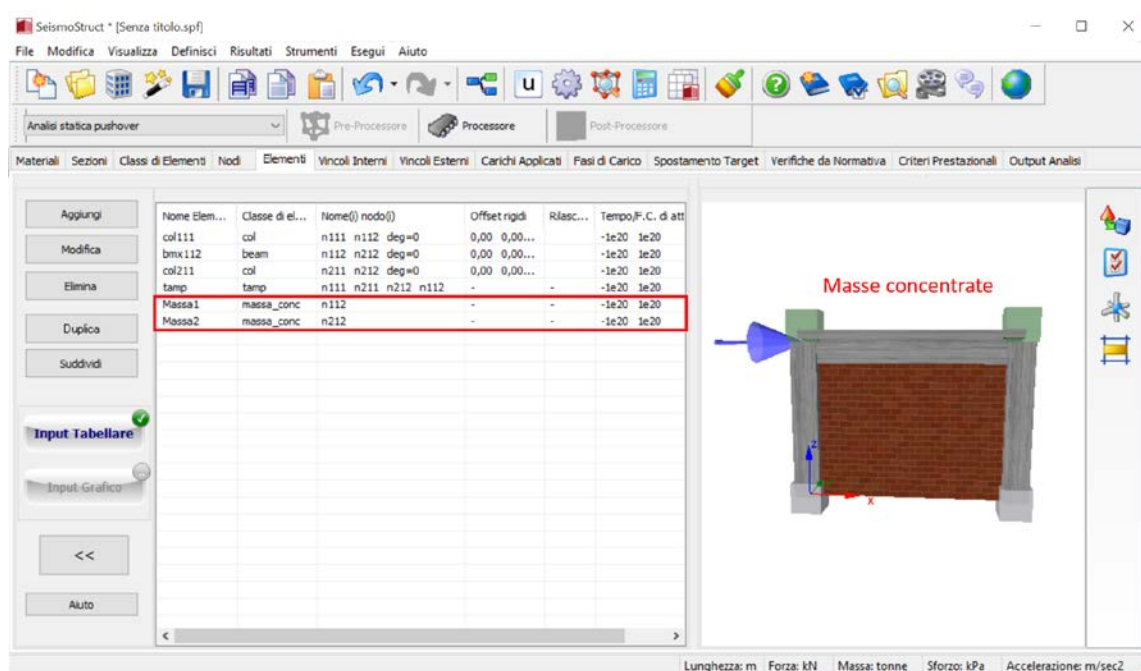 SeismoStruct * [Senza titolo.spf]
File Modifica Visualizza Definisci Risultati Strumenti Esegui Aiuto
u
Analisi statica pushover Pre-Processore Processore Post-Processore
Materiali Sezioni Classi di Elementi Nodi Elementi Vincoli Interni Vincoli Esterni Carichi Applicati Fasi di Carico Spostamento Target Verifiche da Normativa Criteri Prestazionali Output Analisi
Aggiungi
Modifica
Elimina
Duplica
Suddividi
Input Tabellare
Input Grafico
<<
Aiuto
Nome Elem... Classe di el... Nome(i) nodo(i) Offset rigidi Rilasc... Tempo/F.C. di att
col111 col n111 n112 deg=0 0,00 0,00... -1e20 1e20
bmx112 beam n112 n212 deg=0 0,00 0,00... -1e20 1e20
col211 col n211 n212 deg=0 0,00 0,00... -1e20 1e20
tamp tamp n111 n211 n212 n112 - - -1e20 1e20
Massa1 massa_conc n112 - - -1e20 1e20
Massa2 massa_conc n212 - - -1e20 1e20
Masse concentrate
z
x
Lunghezza: m Forza: kN Massa: tonne Sforzo: kPa Accelerazione: m/sec2